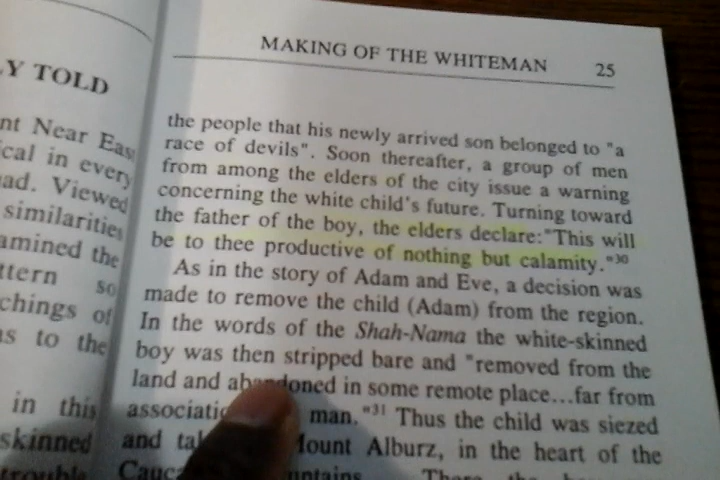 .Y TOLD
nt Near Eas
ical in every
ad. Viewed
similarities
amined the
ttern so
chings of
as to the
in this
skinned
trouble
MAKING OF THE WHITEMAN 25
the people that his newly arrived son belonged to "a
race of devils". Soon thereafter, a group of men
from among the elders of the city issue a warning
concerning the white child's future. Turning toward
the father of the boy, the elders declare:"This will
be to thee productive of nothing but calamity."30
As in the story of Adam and Eve, a decision was
made to remove the child (Adam) from the region.
In the words of the Shah-Nama the white-skinned
boy was then stripped bare and "removed from the
land and abandoned in some remote place...far from
associatio man."31 Thus the child was siezed
and tak Mount Alburz, in the heart of the
Cauca untains. There the